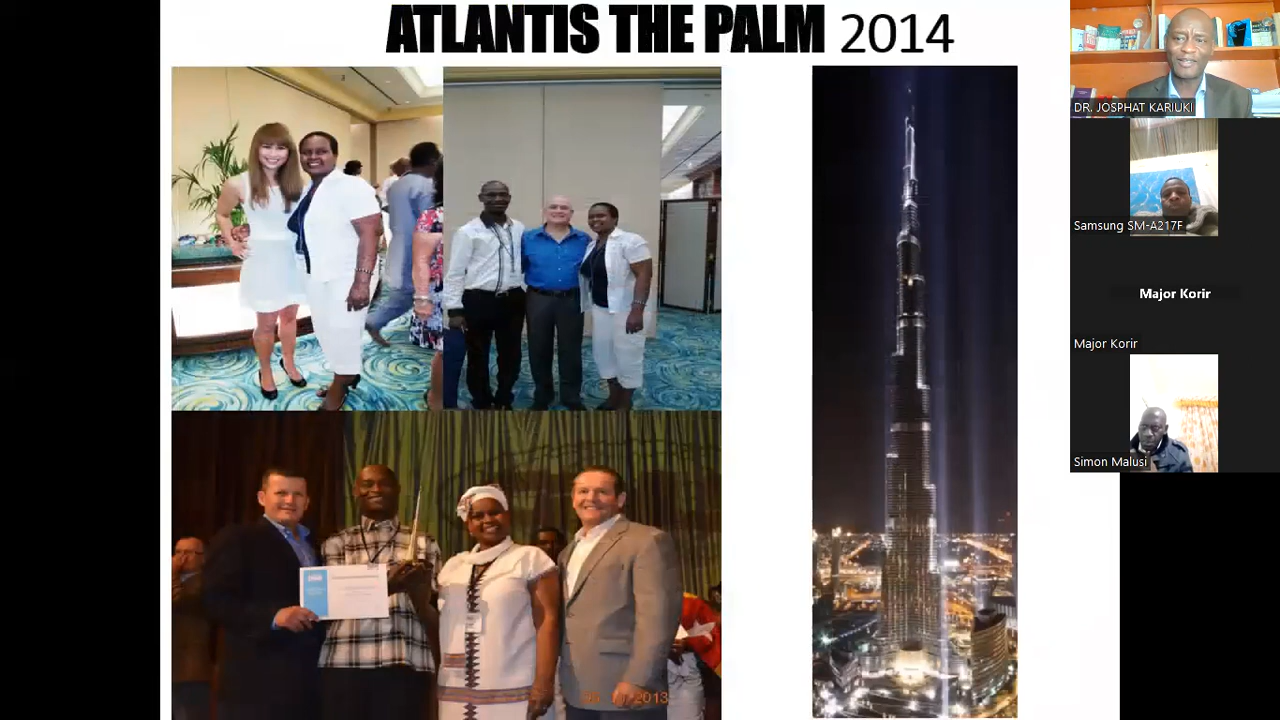 ATLANTIS THE PALM 2014
DR. JOSPHAT KARIUKI
Samsung SM-A217F
Major Korir
Major Korir
Simon Malusi